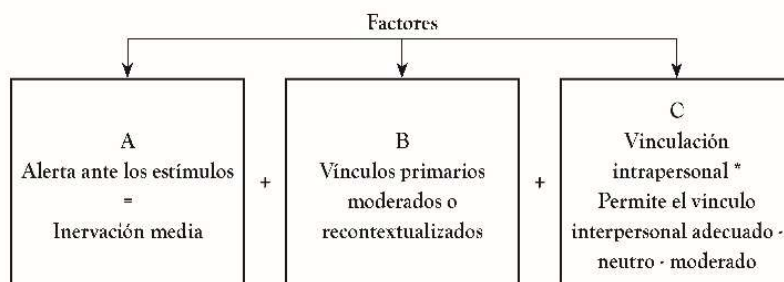 Factores
A
Alerta ante los estímulos
=
Inervación media
+
B
Vínculos primarios
moderados o
recontextualizados
+
C
Vinculación
intrapersonal *
Permite el vínculo
interpersonal adecuado -
neutro - moderado